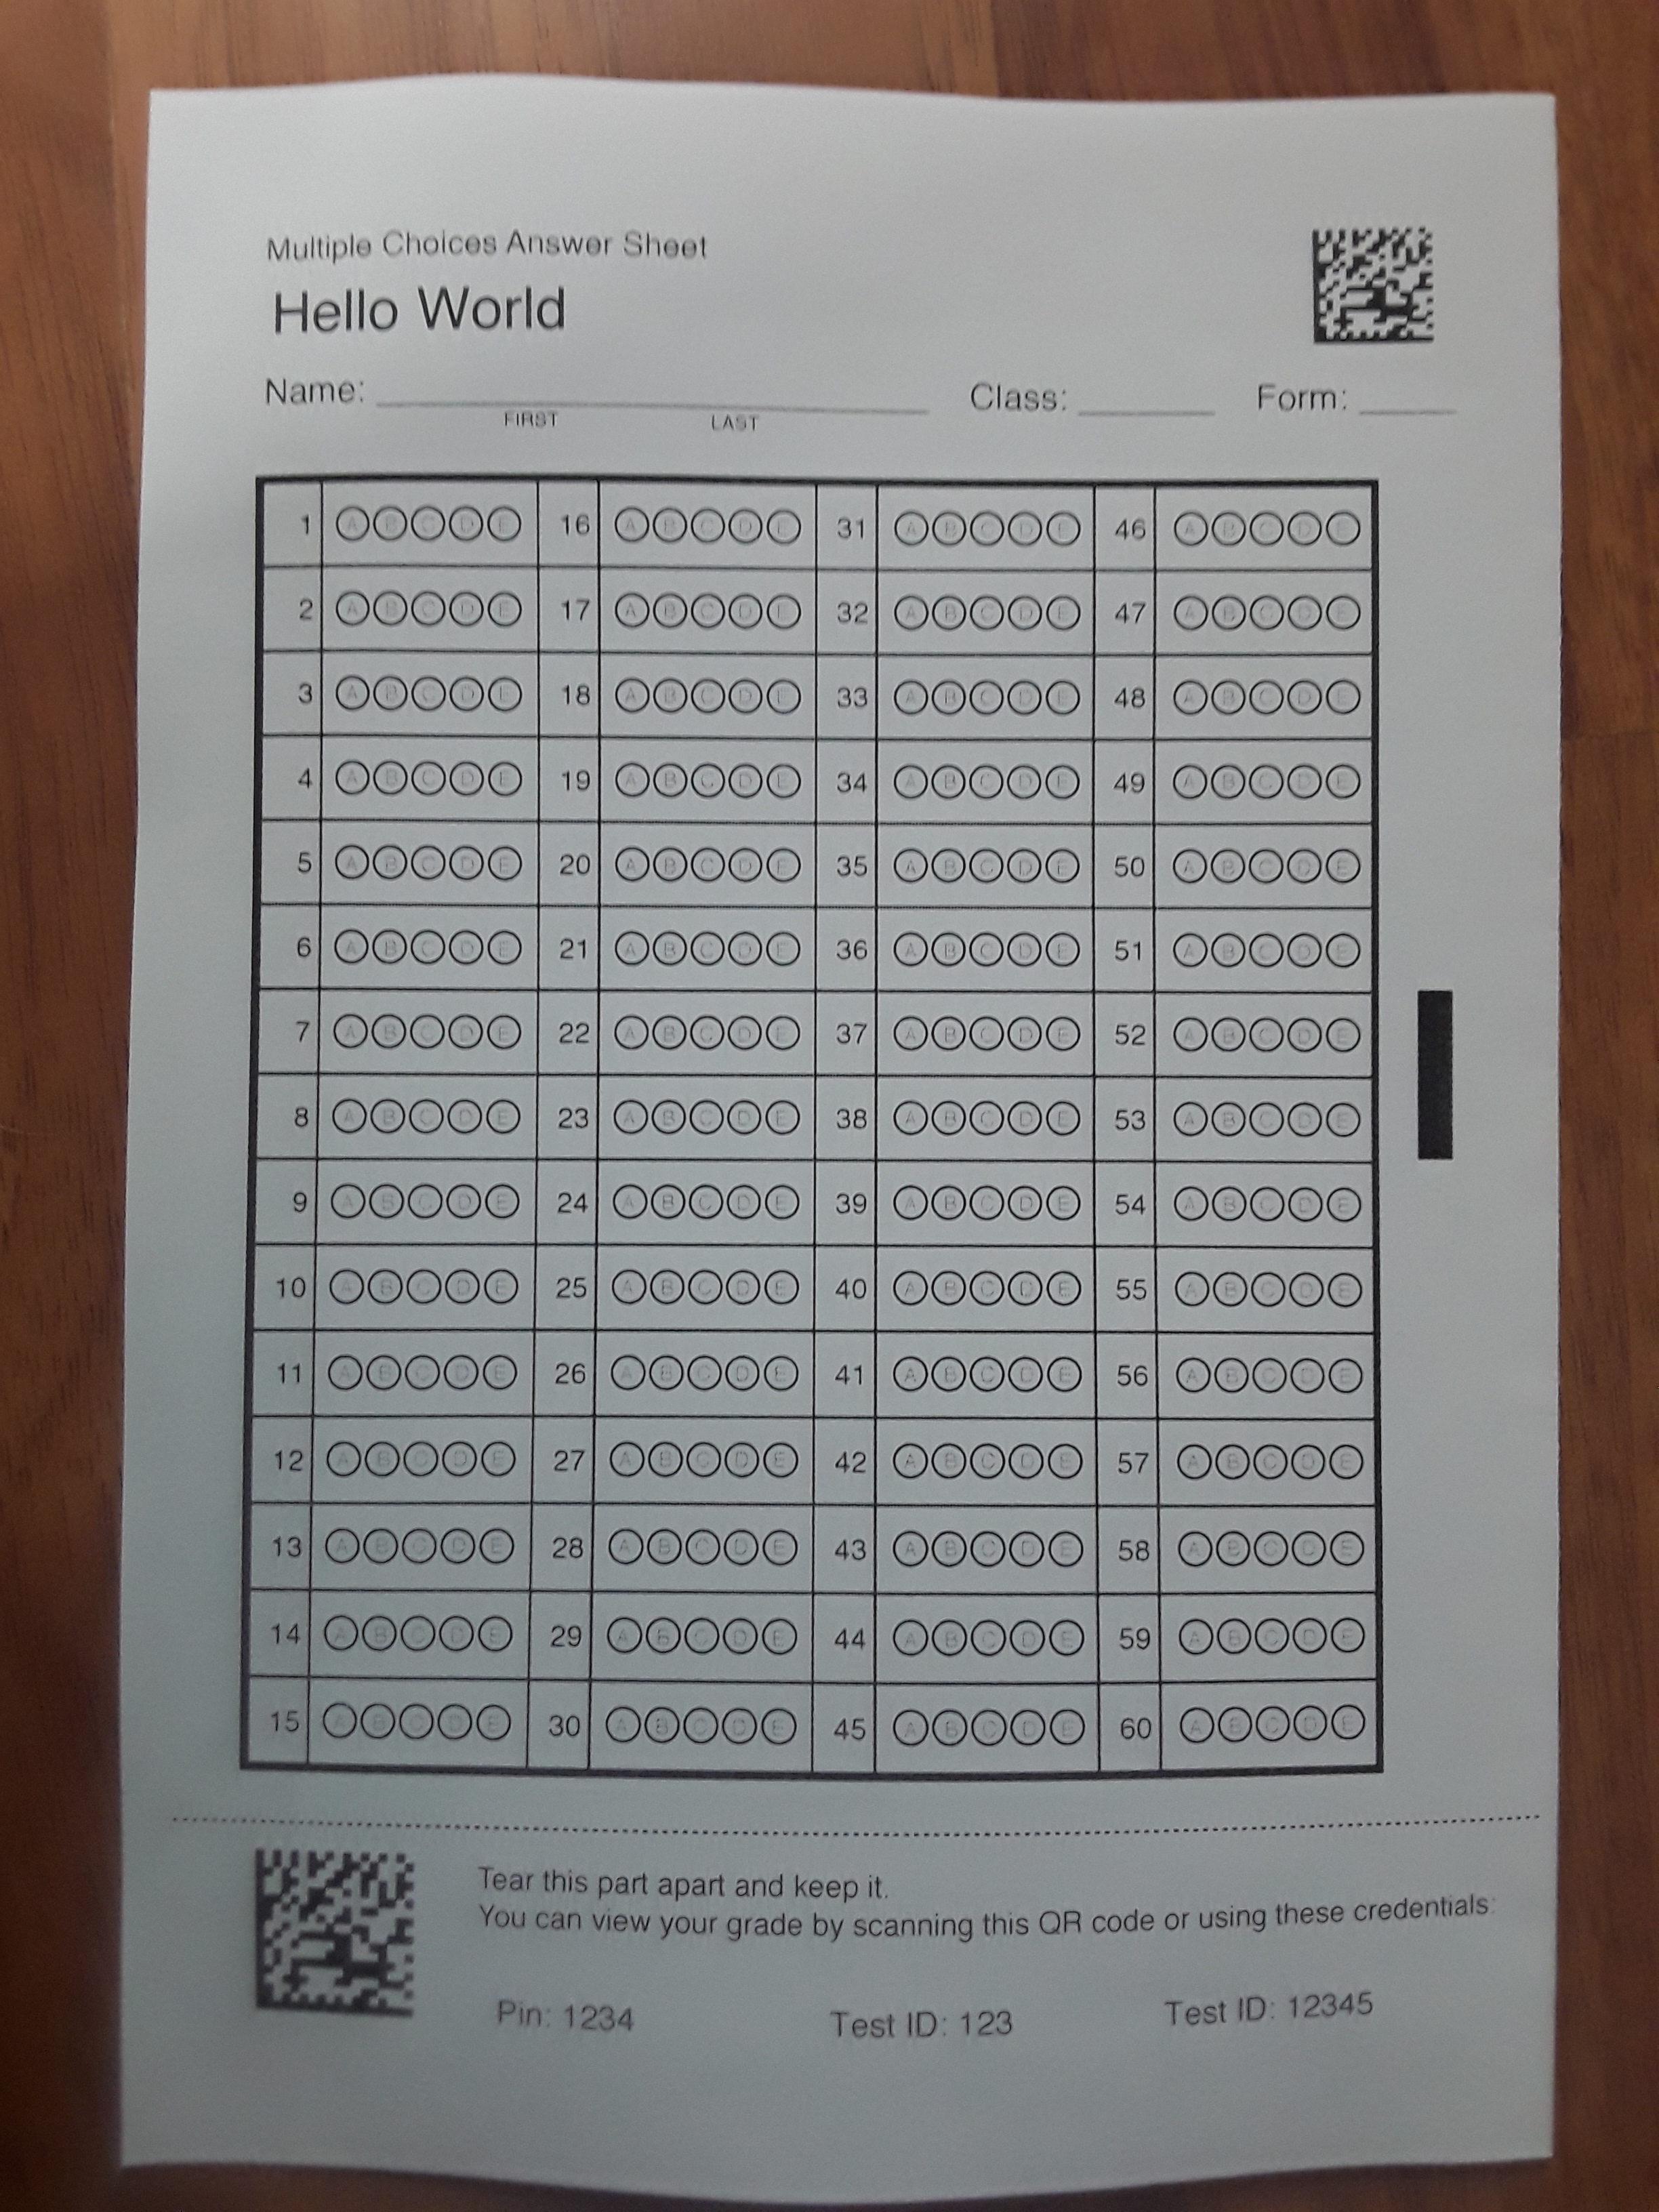 Multiple Choices Answer Sheet
Hello World
Name: Class: Form:
FIRST LAST
1 A B C D E 16 A B C D E 31 A B C D E 46 A B C D E
2 A B C D E 17 A B C D E 32 A B C D E 47 A B C D E
3 A B C D E 18 A B C D E 33 A B C D E 48 A B C D E
4 A B C D E 19 A B C D E 34 A B C D E 49 A B C D E
5 A B C D E 20 A B C D E 35 A B C D E 50 A B C D E
6 A B C D E 21 A B C D E 36 A B C D E 51 A B C D E
7 A B C D E 22 A B C D E 37 A B C D E 52 A B C D E
8 A B C D E 23 A B C D E 38 A B C D E 53 A B C D E
9 A B C D E 24 A B C D E 39 A B C D E 54 A B C D E
10 A B C D E 25 A B C D E 40 A B C D E 55 A B C D E
11 A B C D E 26 A B C D E 41 A B C D E 56 A B C D E
12 A B C D E 27 A B C D E 42 A B C D E 57 A B C D E
13 A B C D E 28 A B C D E 43 A B C D E 58 A B C D E
14 A B C D E 29 A B C D E 44 A B C D E 59 A B C D E
15 A B C D E 30 A B C D E 45 A B C D E 60 A B C D E
Tear this part apart and keep it.
You can view your grade by scanning this QR code or using these credentials:
Pin: 1234 Test ID: 123 Test ID: 12345